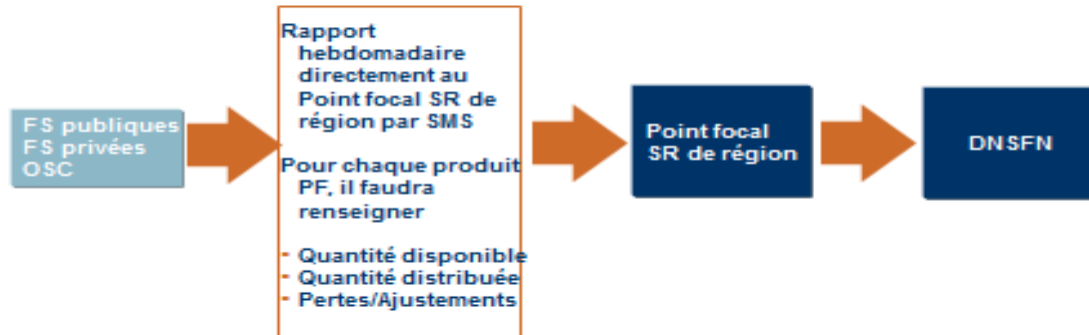 FS publiques
FS privées
OSC
Rapport
hebdomadaire
directement au
Point focal SR de
région par SMS
Pour chaque produit
PF, il faudra
renseigner
- Quantité disponible
- Quantité distribuée
- Pertes/Ajustements
Point focal
SR de région
DNSFN